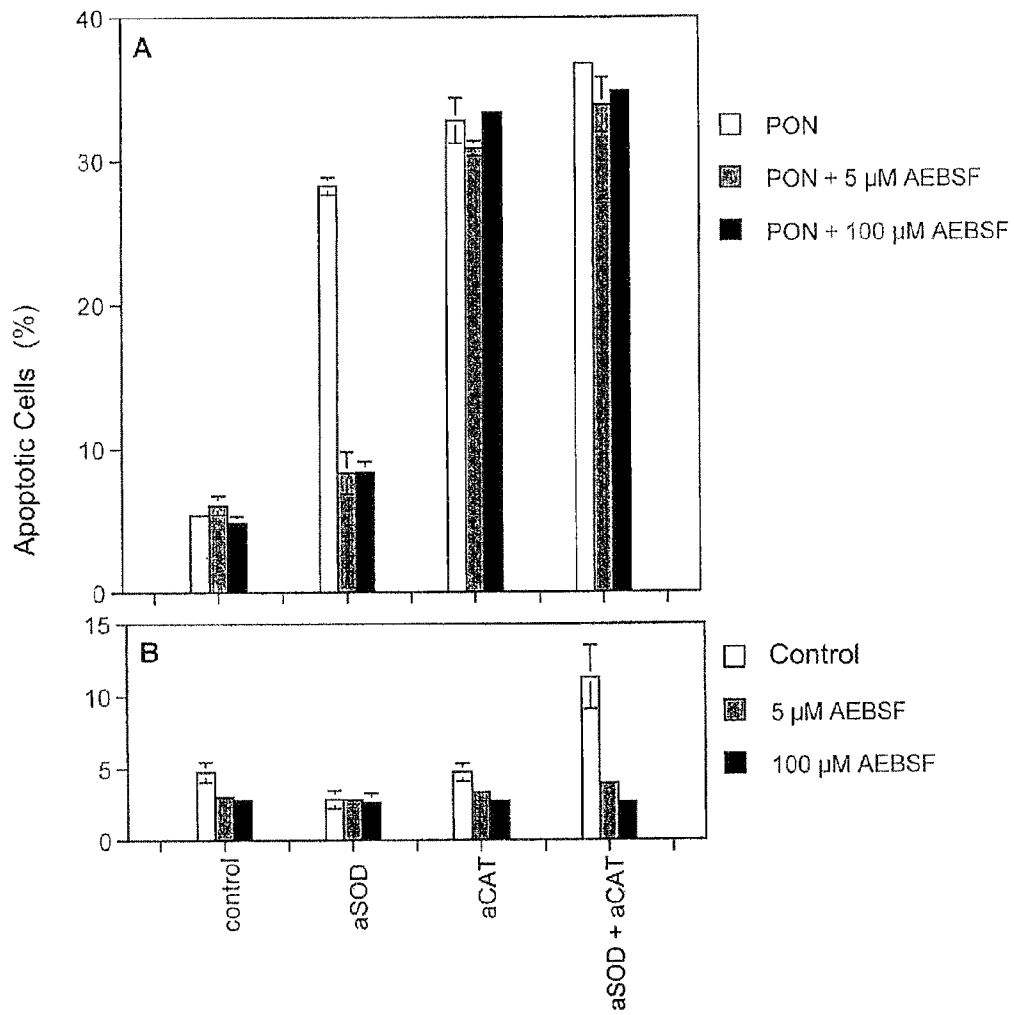 40
A
30
20
10
0
Apoptotic Cells (%)
PON
PON + 5 µM AEBSF
PON + 100 µM AEBSF
15
B
10
5
0
Control
5 µM AEBSF
100 µM AEBSF
control
aSOD
aCAT
aSOD + aCAT